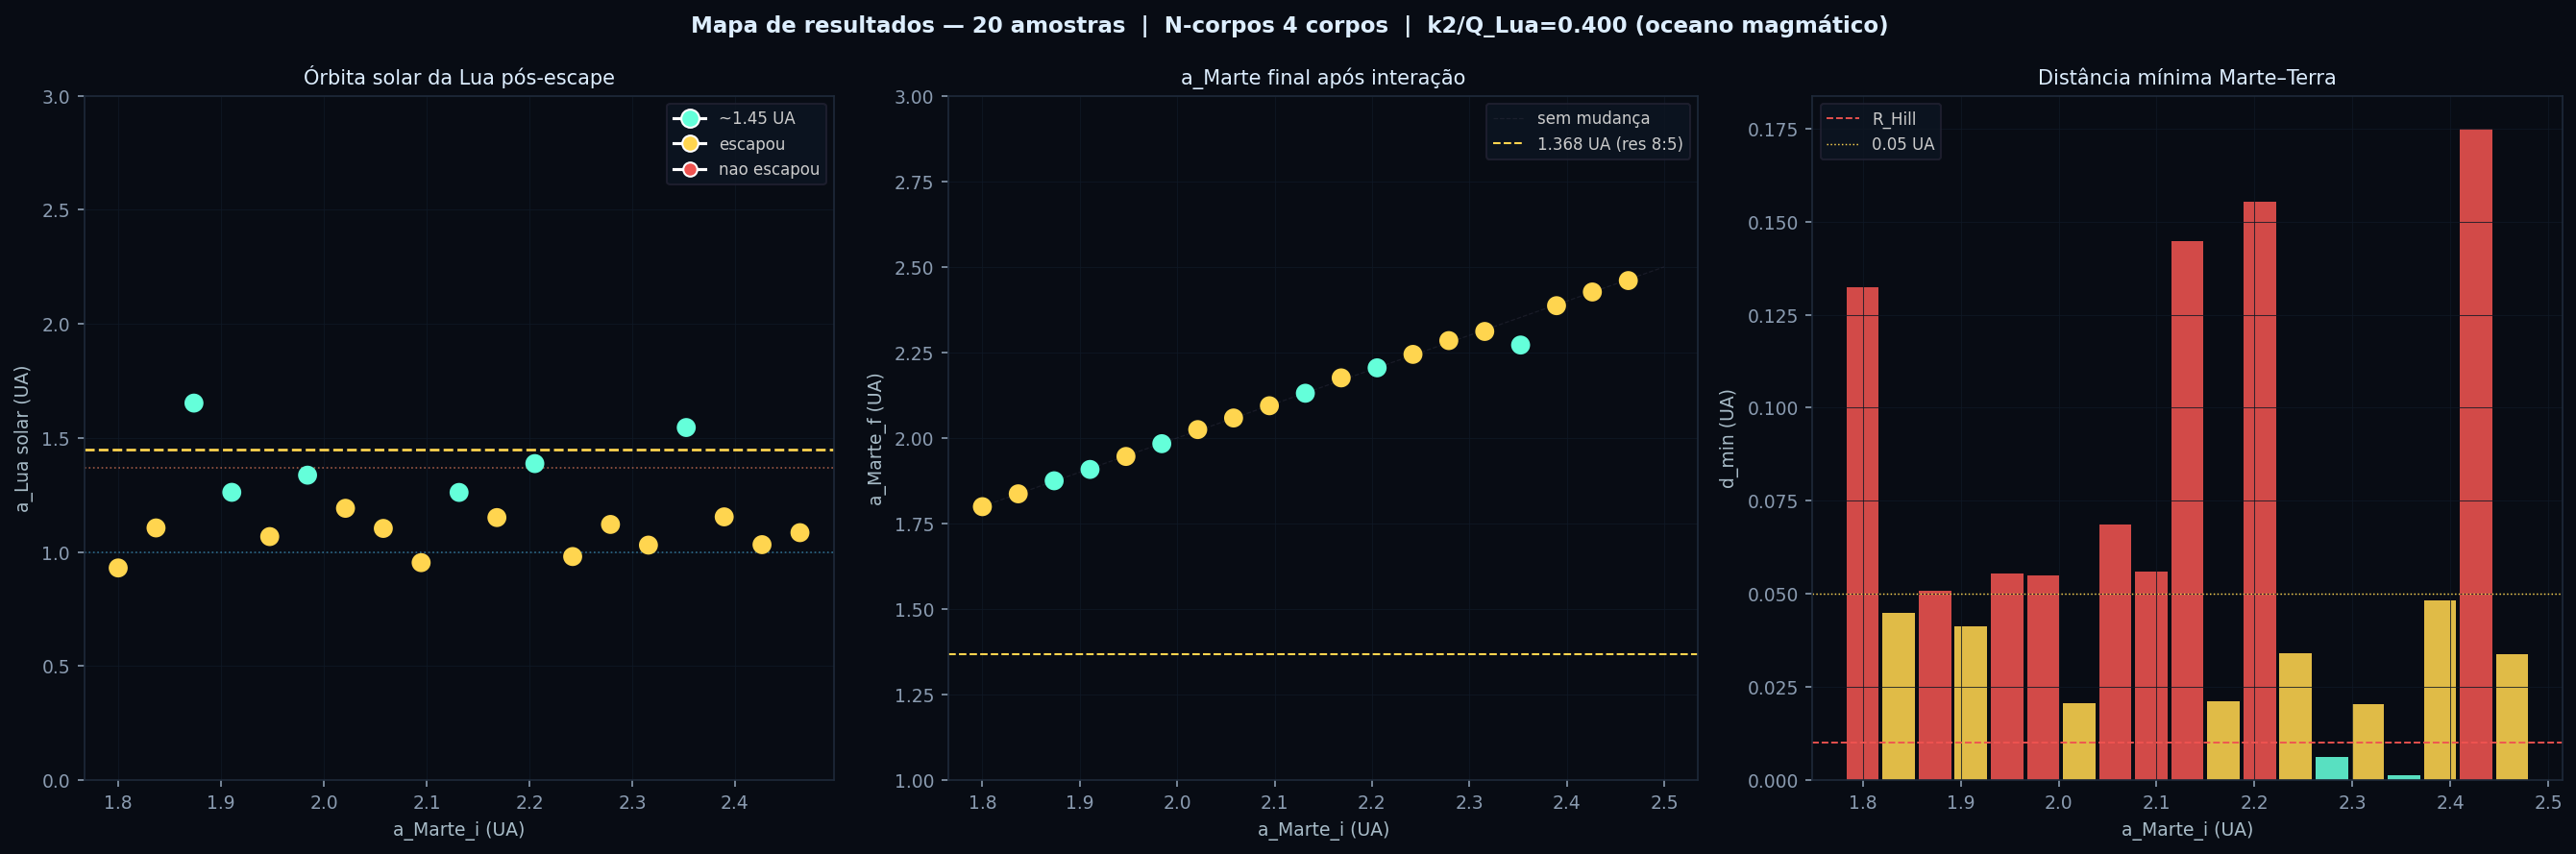 Mapa de resultados — 20 amostras | N-corpos 4 corpos | k2/Q_Lua=0.400 (oceano magmático)
Órbita solar da Lua pós-escape
a_Lua solar (UA)
3.0
2.5
2.0
1.5
1.0
0.5
0.0
~1.45 UA
escapou
nao escapou
1.8 1.9 2.0 2.1 2.2 2.3 2.4
a_Marte_i (UA)
a_Marte final após interação
a_Marte_f (UA)
3.00
2.75
2.50
2.25
2.00
1.75
1.50
1.25
1.00
sem mudança
1.368 UA (res 8:5)
1.8 1.9 2.0 2.1 2.2 2.3 2.4 2.5
a_Marte_i (UA)
Distância mínima Marte–Terra
d_min (UA)
0.175
0.150
0.125
0.100
0.075
0.050
0.025
0.000
R_Hill
0.05 UA
1.8 1.9 2.0 2.1 2.2 2.3 2.4 2.5
a_Marte_i (UA)